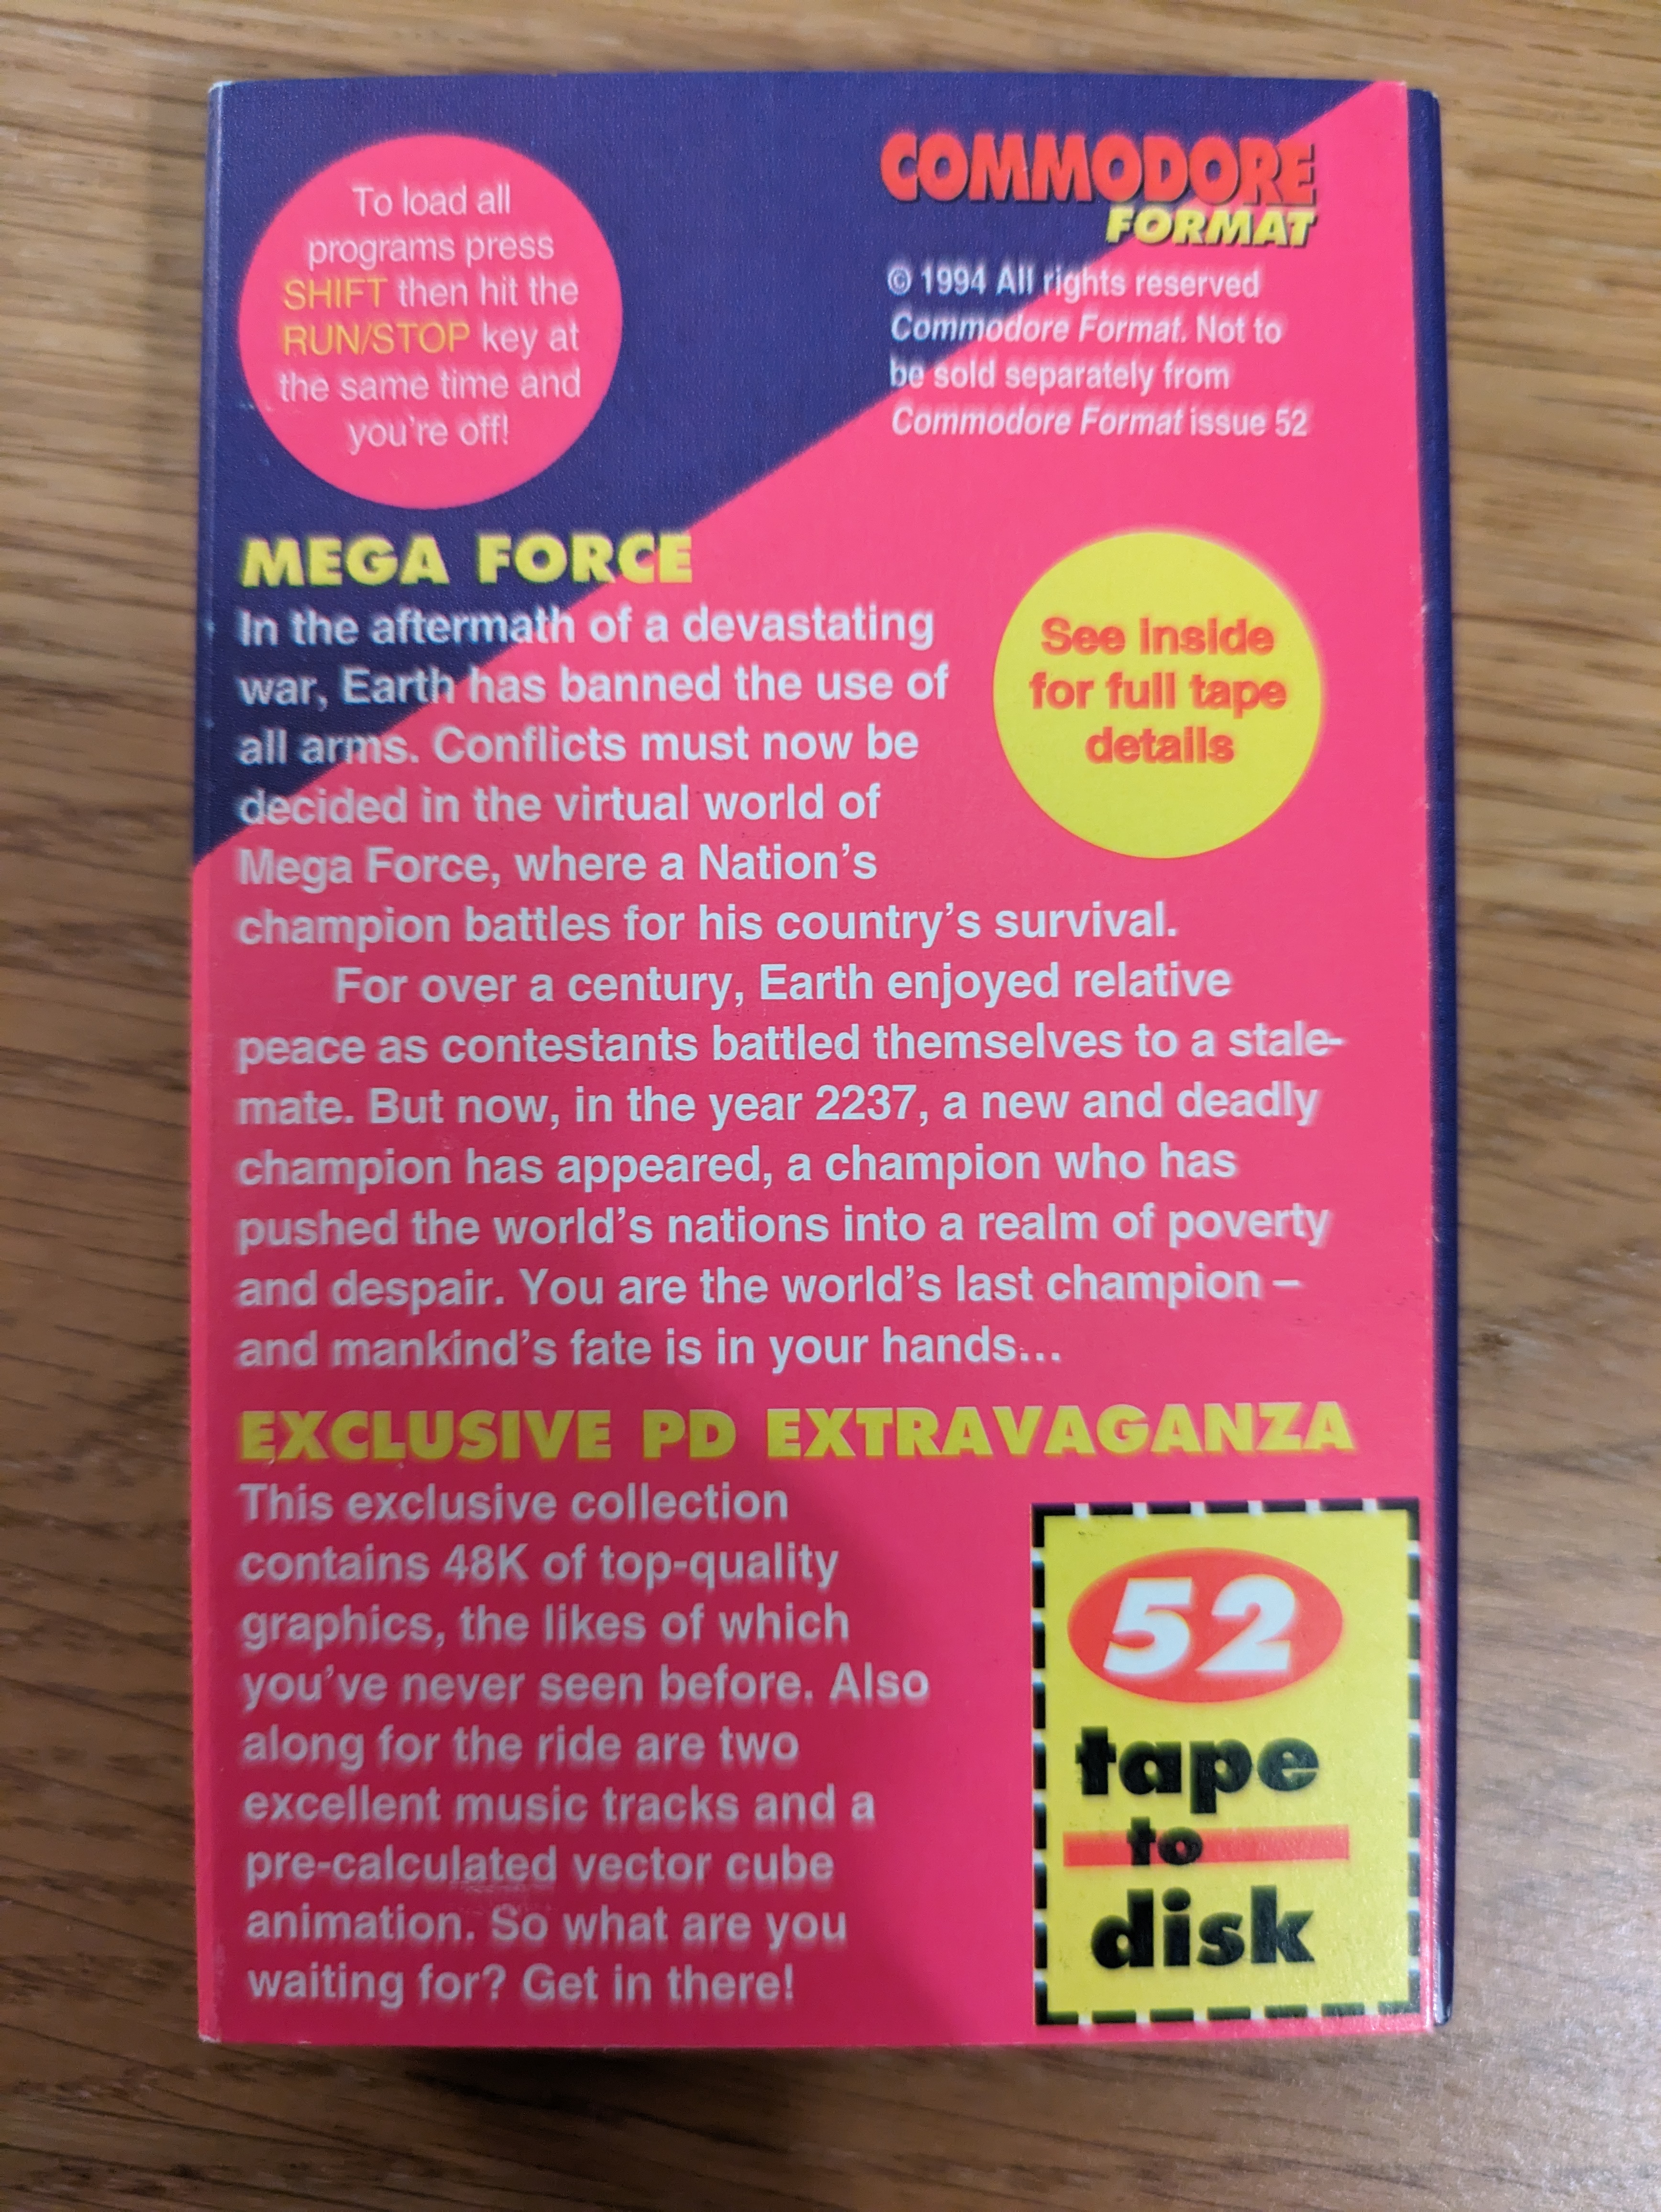 To load all
programs press
SHIFT then hit the
RUN/STOP key at
the same time and
you're off!
COMMODORE
FORMAT
© 1994 All rights reserved
Commodore Format. Not to
be sold separately from
Commodore Format issue 52
MEGA FORCE
In the aftermath of a devastating
war, Earth has banned the use of
all arms. Conflicts must now be
decided in the virtual world of
Mega Force, where a Nation's
champion battles for his country's survival.
For over a century, Earth enjoyed relative
peace as contestants battled themselves to a stale-
mate. But now, in the year 2237, a new and deadly
champion has appeared, a champion who has
pushed the world's nations into a realm of poverty
and despair. You are the world's last champion –
and mankind's fate is in your hands...
See inside
for full tape
details
EXCLUSIVE PD EXTRAVAGANZA
This exclusive collection
contains 48K of top-quality
graphics, the likes of which
you've never seen before. Also
along for the ride are two
excellent music tracks and a
pre-calculated vector cube
animation. So what are you
waiting for? Get in there!
52
tape
to
disk